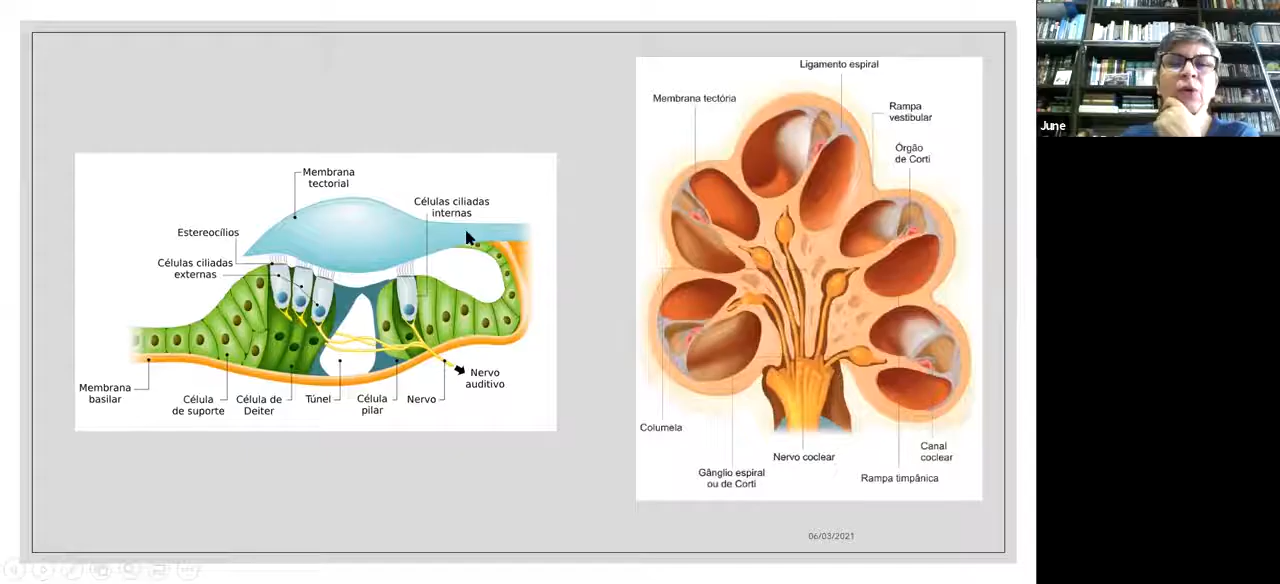 Membrana
tectorial
Células ciliadas
internas
Estereocílios
Células ciliadas
externas
Nervo
auditivo
Membrana
basilar
Célula
de suporte
Célula de
Deiter
Túnel
Célula
pilar
Nervo
Ligamento espiral
Membrana tectória
Rampa
vestibular
Órgão
de Corti
Columela
Gânglio espiral
ou de Corti
Nervo coclear
Canal
coclear
Rampa timpânica
06/03/2021
June